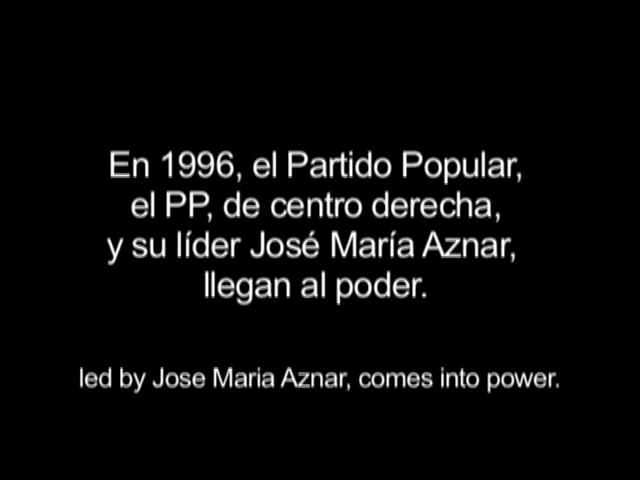 En 1996, el Partido Popular,
el PP, de centro derecha,
y su líder José María Aznar,
llegan al poder.
led by Jose Maria Aznar, comes into power.